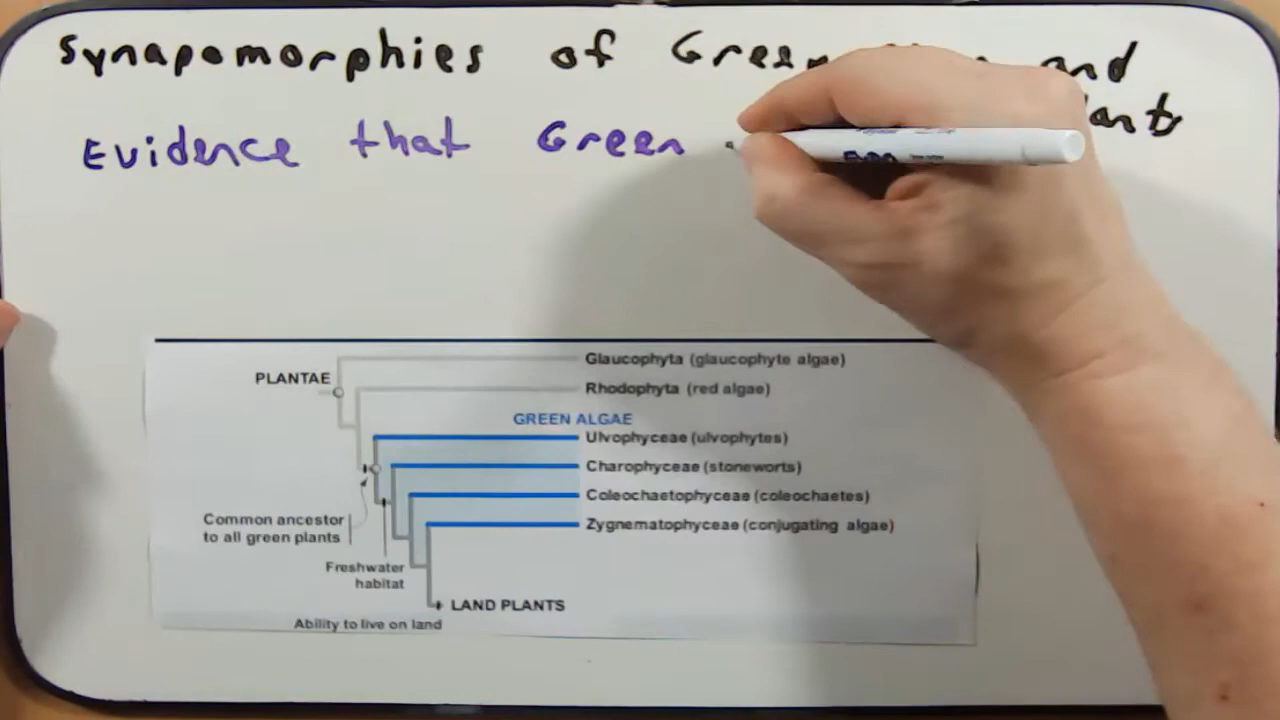 Synapomorphies of Green and
Evidence that Green
PLANTAE
Glaucophyta (glaucophyte algae)
Rhodophyta (red algae)
GREEN ALGAE
Ulvophyceae (ulvophytes)
Charophyceae (stoneworts)
Coleochaetophyceae (coleochaetes)
Zygnematophyceae (conjugating algae)
Common ancestor
to all green plants
Freshwater
habitat
LAND PLANTS
Ability to live on land